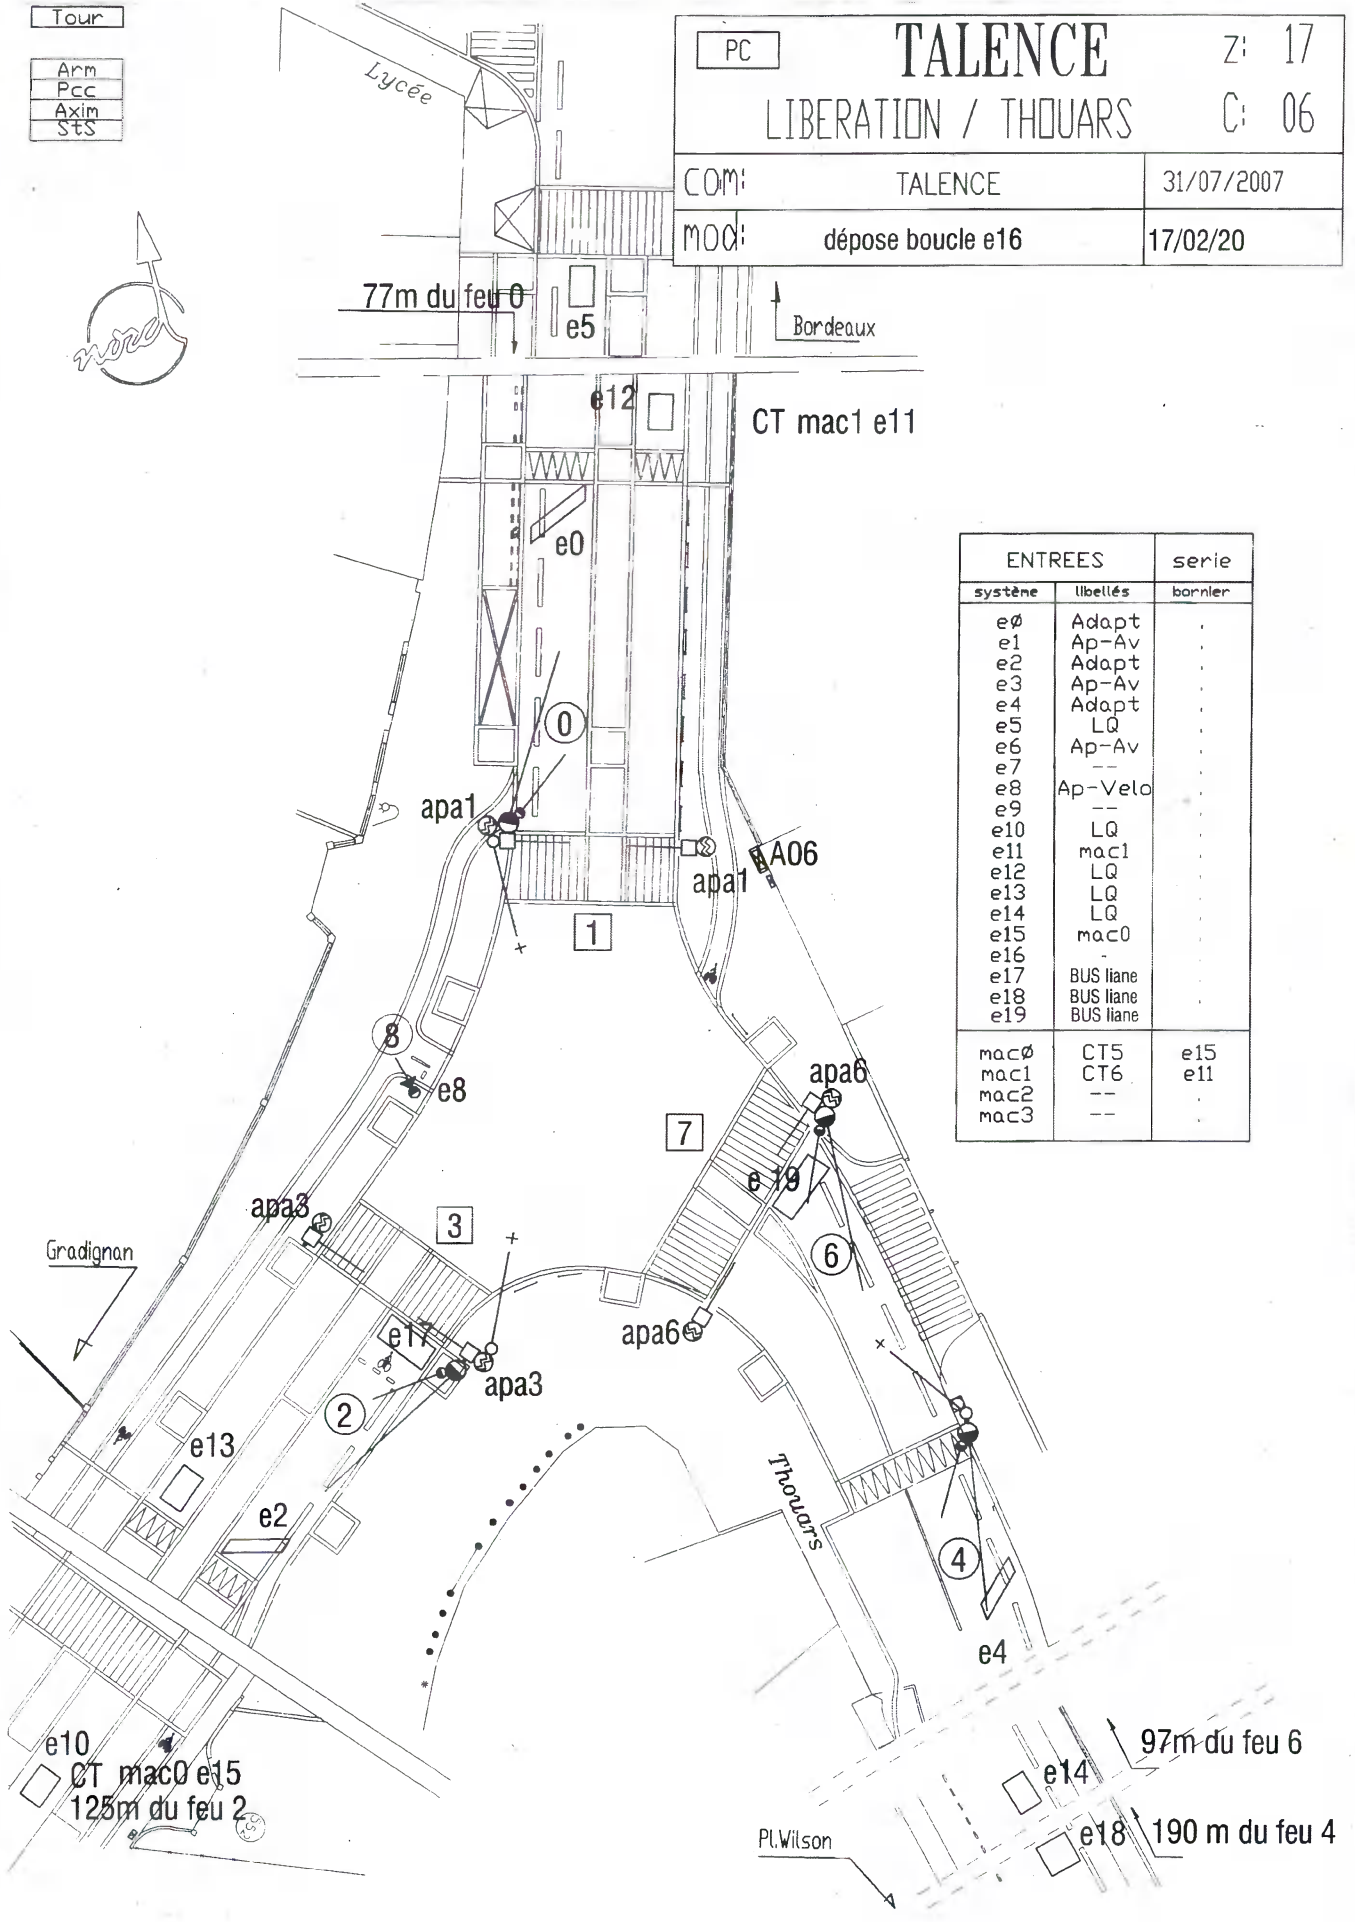 Tour
Arm
Pcc
Axim
StS
PC
TALENCE
Z: 17
LIBERATION / THOUARS
C: 06
COM: TALENCE 31/07/2007
MOD: dépose boucle e16 17/02/20
Lycée
nord
77m du feu 0
e5
Bordeaux
e12
CT mac1 e11
e0
ENTREES serie
système libellés bornier
eØ Adapt .
e1 Ap-Av .
e2 Adapt .
e3 Ap-Av .
e4 Adapt .
e5 LQ .
e6 Ap-Av .
e7 -- .
e8 Ap-Velo .
e9 -- .
e10 LQ .
e11 mac1 .
e12 LQ .
e13 LQ .
e14 LQ .
e15 mac0 .
e16 - .
e17 BUS liane .
e18 BUS liane .
e19 BUS liane .
macØ CT5 e15
mac1 CT6 e11
mac2 -- .
mac3 -- .
0
apa1
A06
apa1
1
8
e8
apa6
7
e 19
apa3
3
Gradignan
6
apa6
e17
apa3
2
e13
Thouars
e2
4
e4
e10
CT mac0 e15
125m du feu 2
97m du feu 6
e14
e18
190 m du feu 4
Pl.Wilson